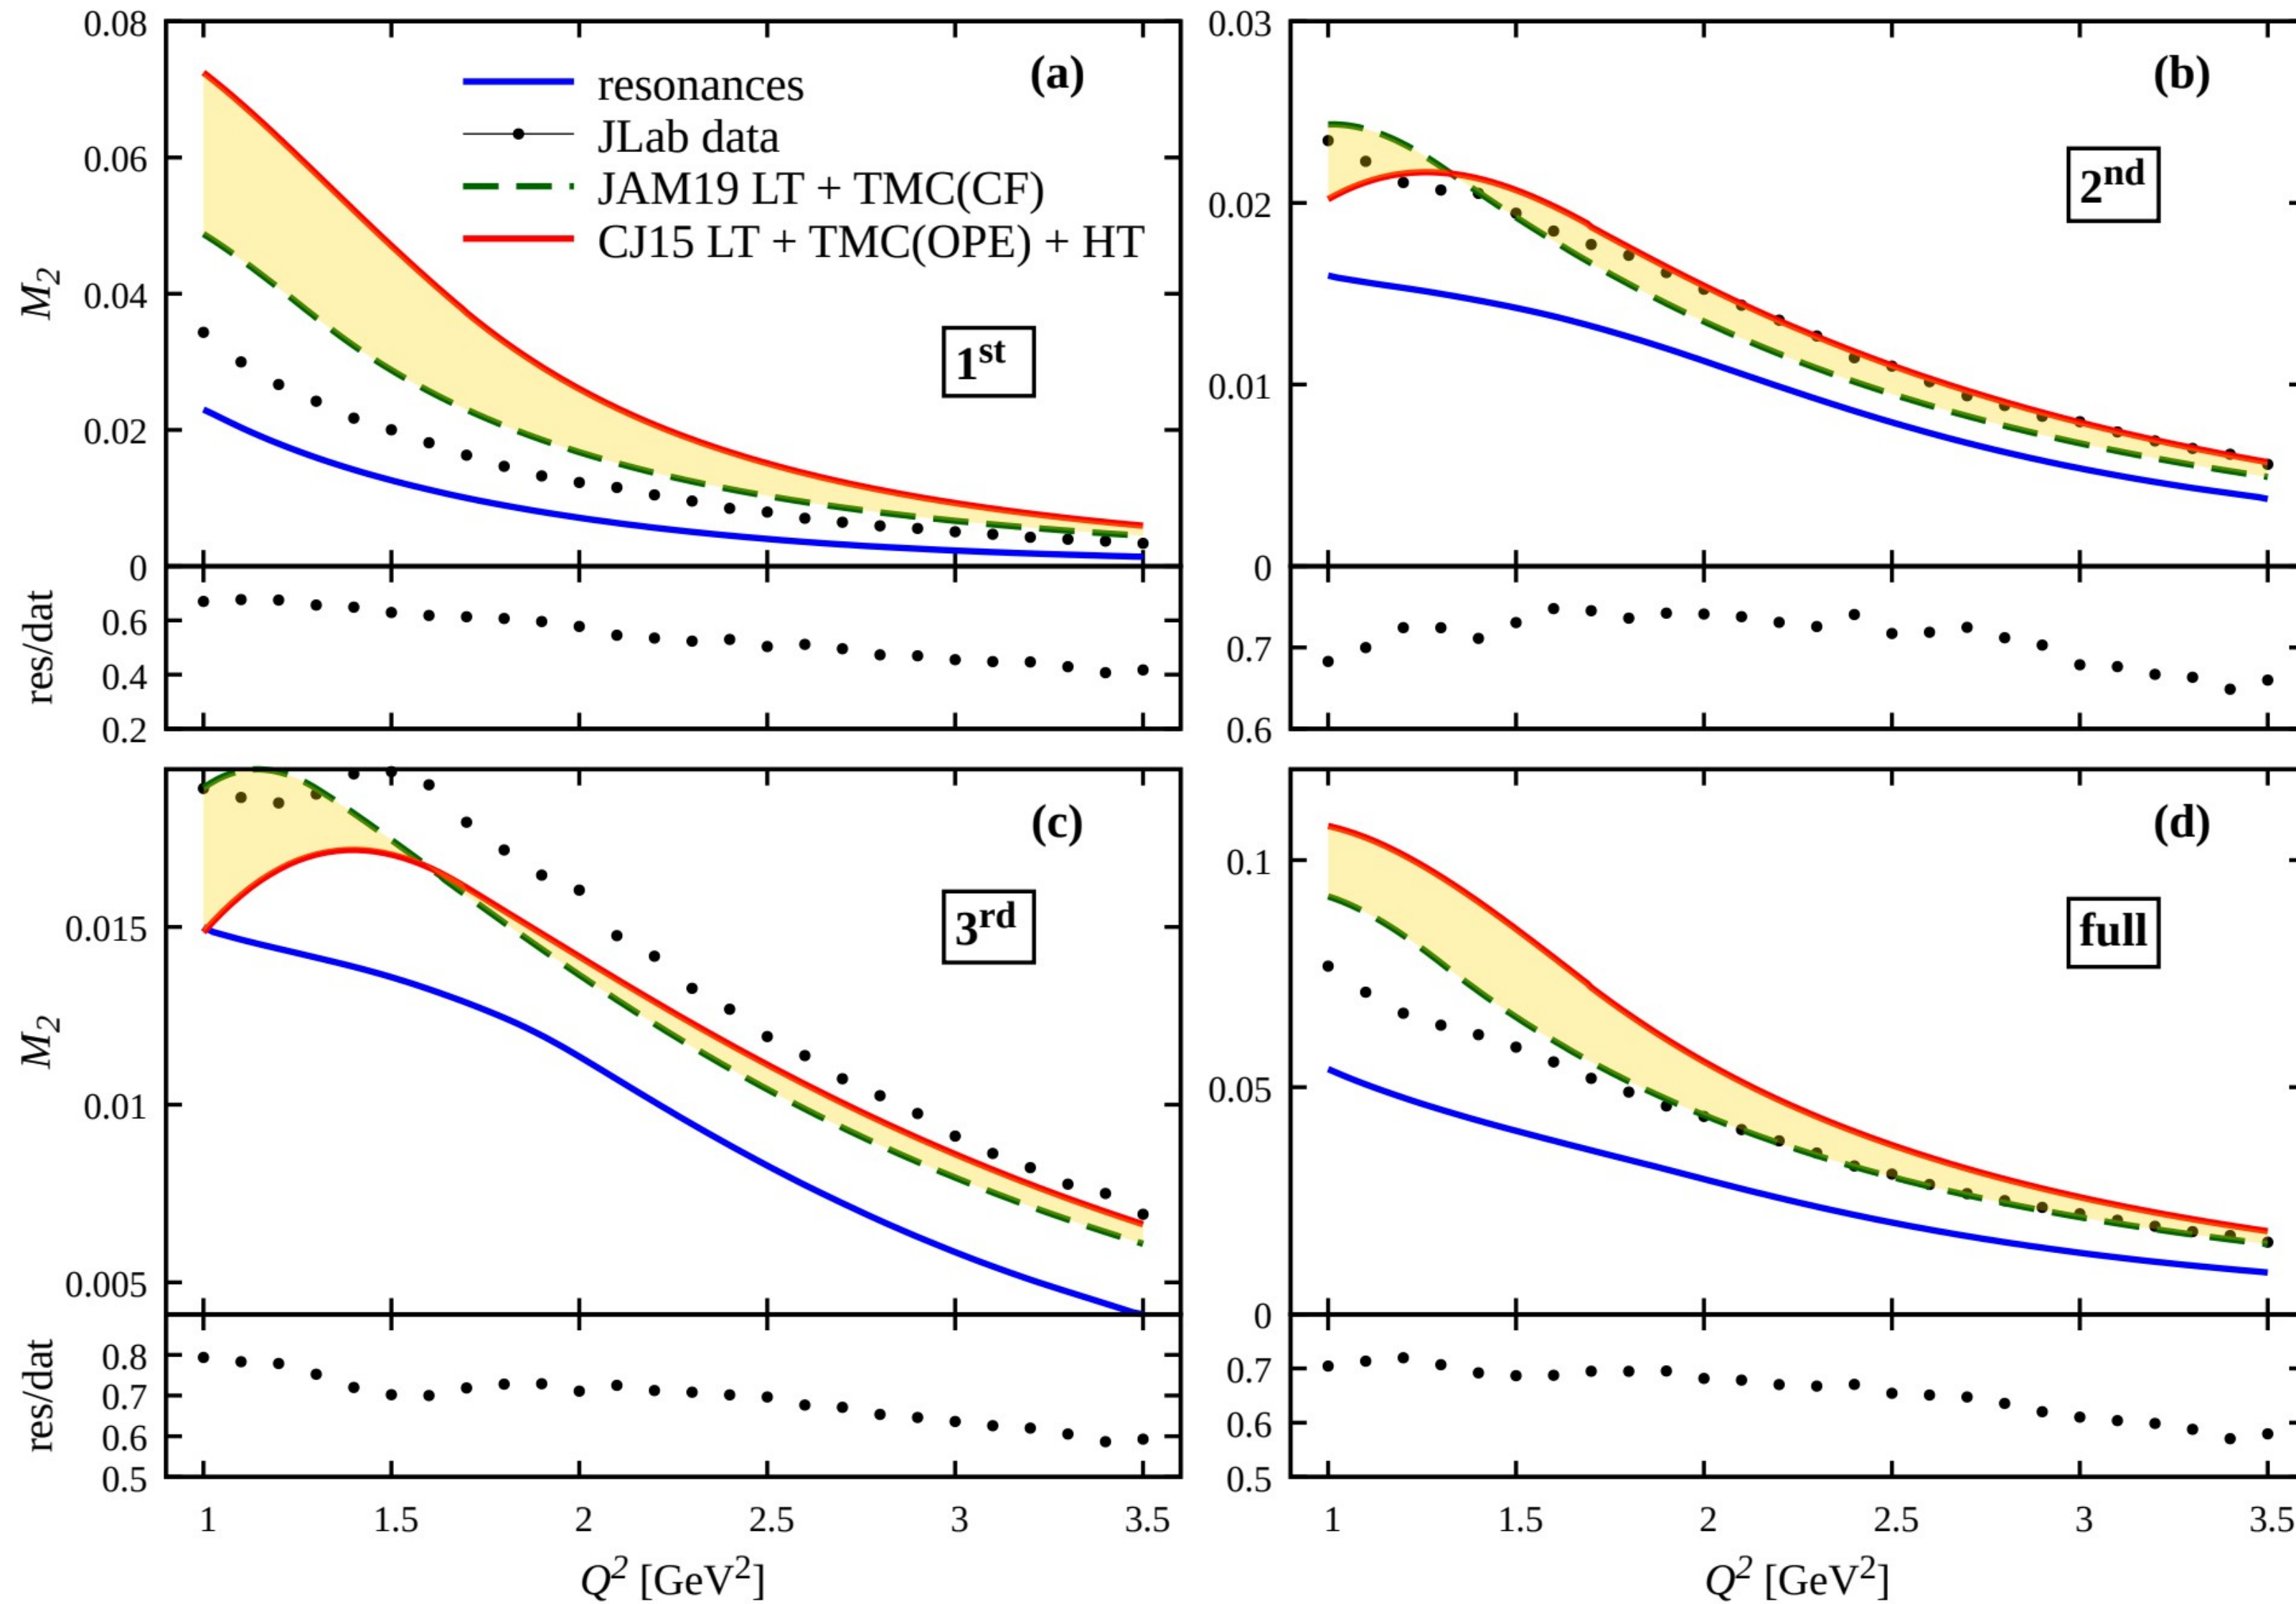 (a)
resonances
JLab data
JAM19 LT + TMC(CF)
CJ15 LT + TMC(OPE) + HT
1st
M2
0.08
0.06
0.04
0.02
0
res/dat
0.6
0.4
0.2
(b)
2nd
0.03
0.02
0.01
0
0.7
0.6
(c)
3rd
M2
0.015
0.01
0.005
res/dat
0.8
0.7
0.6
0.5
1 1.5 2 2.5 3 3.5
Q2 [GeV2]
(d)
full
0.1
0.05
0
0.7
0.6
0.5
1 1.5 2 2.5 3 3.5
Q2 [GeV2]